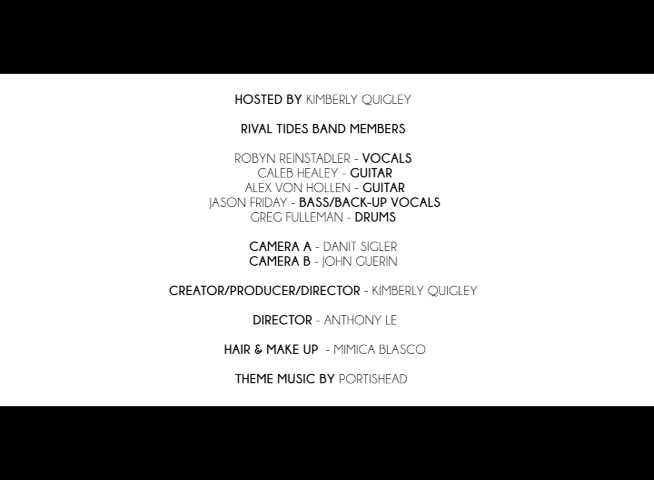 HOSTED BY KIMBERLY QUIGLEY
RIVAL TIDES BAND MEMBERS
ROBYN REINSTADLER - VOCALS
CALEB HEALEY - GUITAR
ALEX VON HOLLEN - GUITAR
JASON FRIDAY - BASS/BACK-UP VOCALS
GREG FULLEMAN - DRUMS
CAMERA A - DANIT SIGLER
CAMERA B - JOHN GUERIN
CREATOR/PRODUCER/DIRECTOR - KIMBERLY QUIGLEY
DIRECTOR - ANTHONY LE
HAIR & MAKE UP - MIMICA BLASCO
THEME MUSIC BY PORTISHEAD